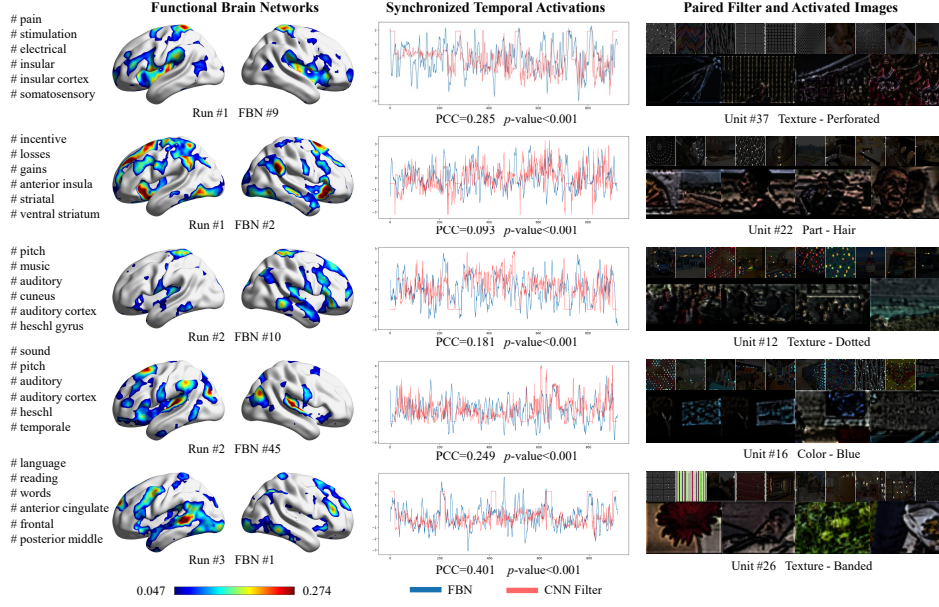 Functional Brain Networks
Synchronized Temporal Activations
Paired Filter and Activated Images
# pain
# stimulation
# electrical
# insular
# insular cortex
# somatosensory
Run #1 FBN #9
PCC=0.285 p-value<0.001
Unit #37 Texture - Perforated
# incentive
# losses
# gains
# anterior insula
# striatal
# ventral striatum
Run #1 FBN #2
PCC=0.093 p-value<0.001
Unit #22 Part - Hair
# pitch
# music
# auditory
# cuneus
# auditory cortex
# heschl gyrus
Run #2 FBN #10
PCC=0.181 p-value<0.001
Unit #12 Texture - Dotted
# sound
# pitch
# auditory
# auditory cortex
# heschl
# temporale
Run #2 FBN #45
PCC=0.249 p-value<0.001
Unit #16 Color - Blue
# language
# reading
# words
# anterior cingulate
# frontal
# posterior middle
Run #3 FBN #1
PCC=0.401 p-value<0.001
Unit #26 Texture - Banded
0.047 0.274
FBN CNN Filter